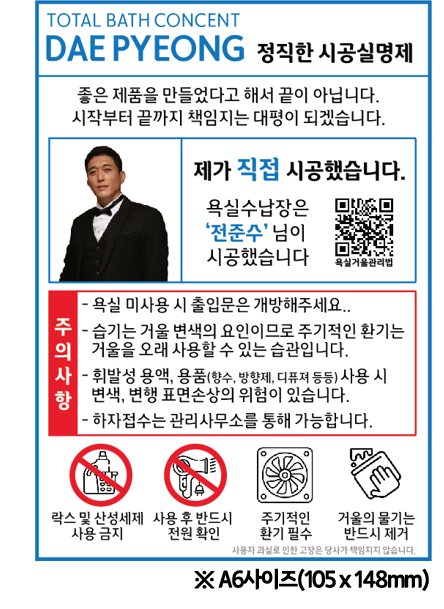 TOTAL BATH CONCENT
DAE PYEONG 정직한 시공실명제
좋은 제품을 만들었다고 해서 끝이 아닙니다.
시작부터 끝까지 책임지는 대평이 되겠습니다.
제가 직접 시공했습니다.
욕실수납장은
‘전준수’ 님이
시공했습니다
욕실거울관리법
주의사항
- 욕실 미사용 시 출입문은 개방해주세요..
- 습기는 거울 변색의 요인이므로 주기적인 환기는
거울을 오래 사용할 수 있는 습관입니다.
- 휘발성 용액, 용품(향수, 방향제, 디퓨져 등등) 사용 시
변색, 변행 표면손상의 위험이 있습니다.
- 하자접수는 관리사무소를 통해 가능합니다.
락스 및 산성세제
사용 금지
사용 후 반드시
전원 확인
주기적인
환기 필수
거울의 물기는
반드시 제거
사용자 과실로 인한 고장은 당사가 책임지지 않습니다.
※ A6사이즈(105 x 148mm)